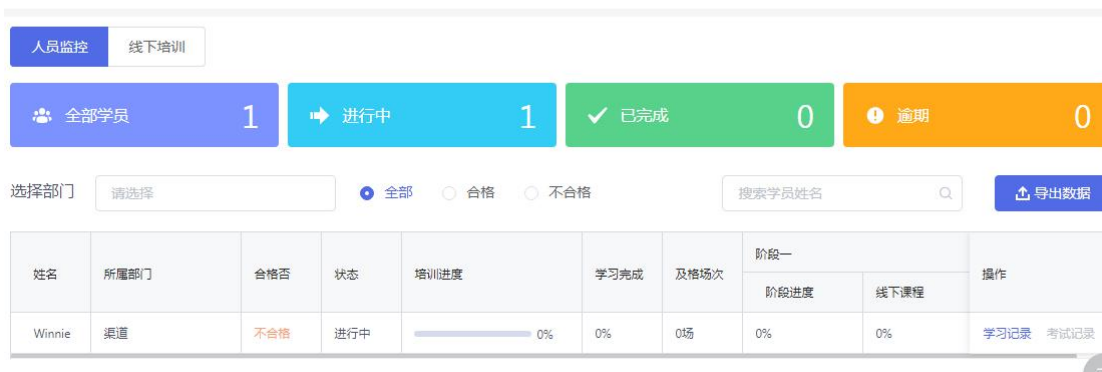 人员监控 线下培训
全部学员 1 进行中 1 已完成 0 逾期 0
选择部门 请选择 全部 合格 不合格 搜索学员姓名 导出数据
姓名 所属部门 合格否 状态 培训进度 学习完成 及格场次 阶段一 操作
阶段进度 线下课程
Winnie 渠道 不合格 进行中 0% 0% 0场 0% 0% 学习记录 考试记录